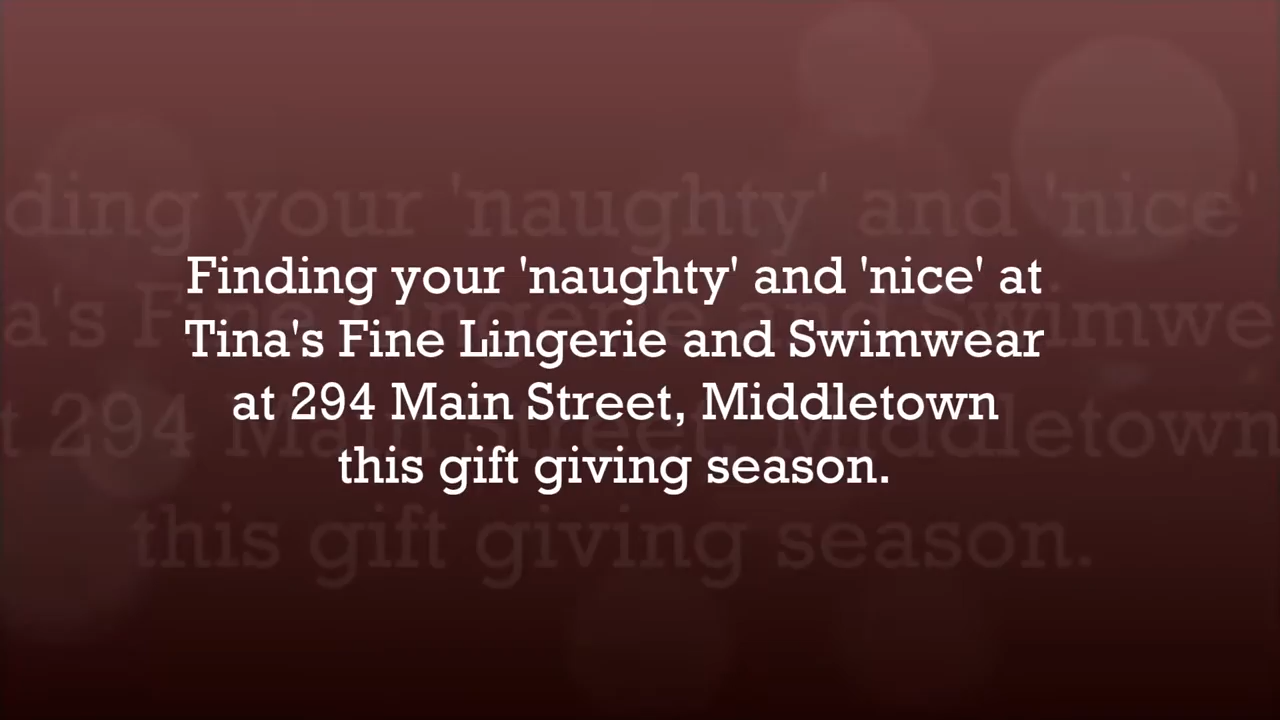 Finding your 'naughty' and 'nice' at
Tina's Fine Lingerie and Swimwear
at 294 Main Street, Middletown
this gift giving season.